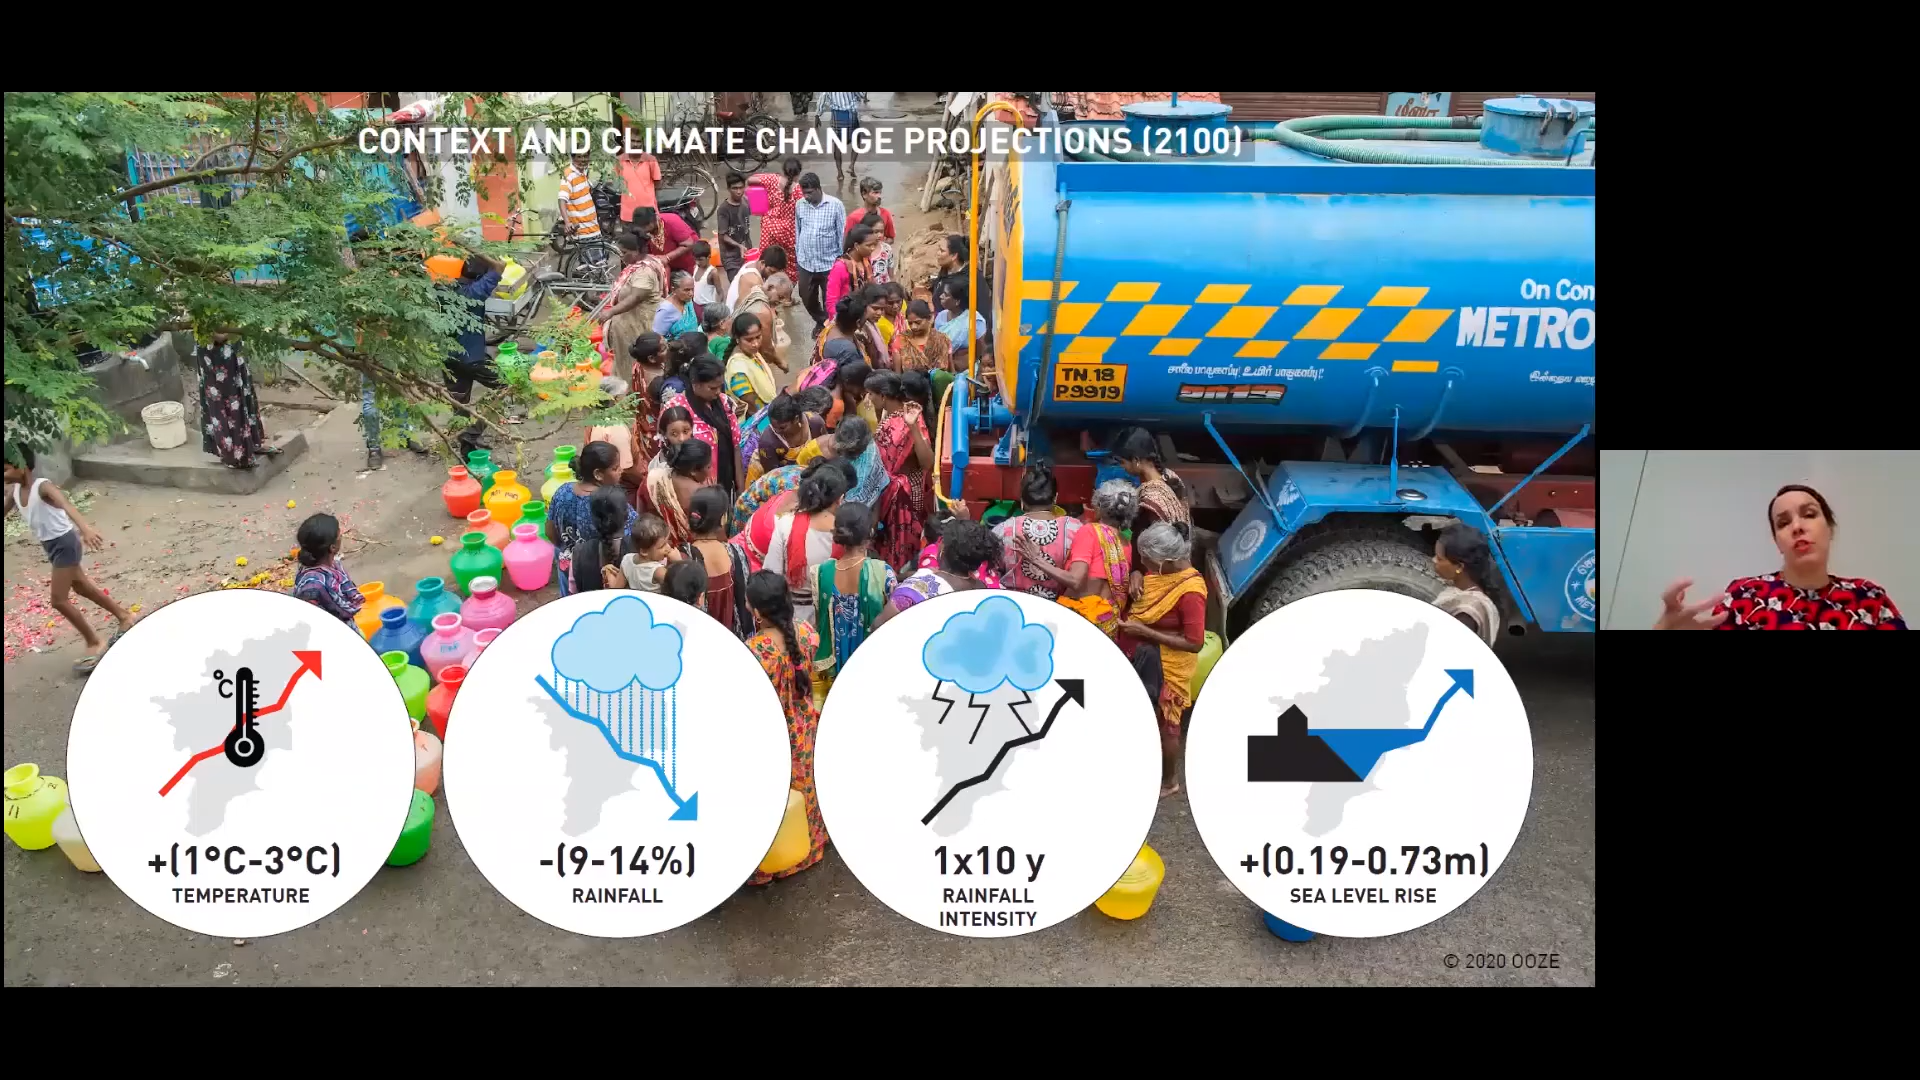 CONTEXT AND CLIMATE CHANGE PROJECTIONS (2100)
On Con
METRO
TN.18
P.9919
சாலை பாதுகாப்பு! உயிர் பாதுகாப்பு!!
°C
+(1°C-3°C)
TEMPERATURE
-(9-14%)
RAINFALL
1x10 y
RAINFALL
INTENSITY
+(0.19-0.73m)
SEA LEVEL RISE
© 2020 OOZE